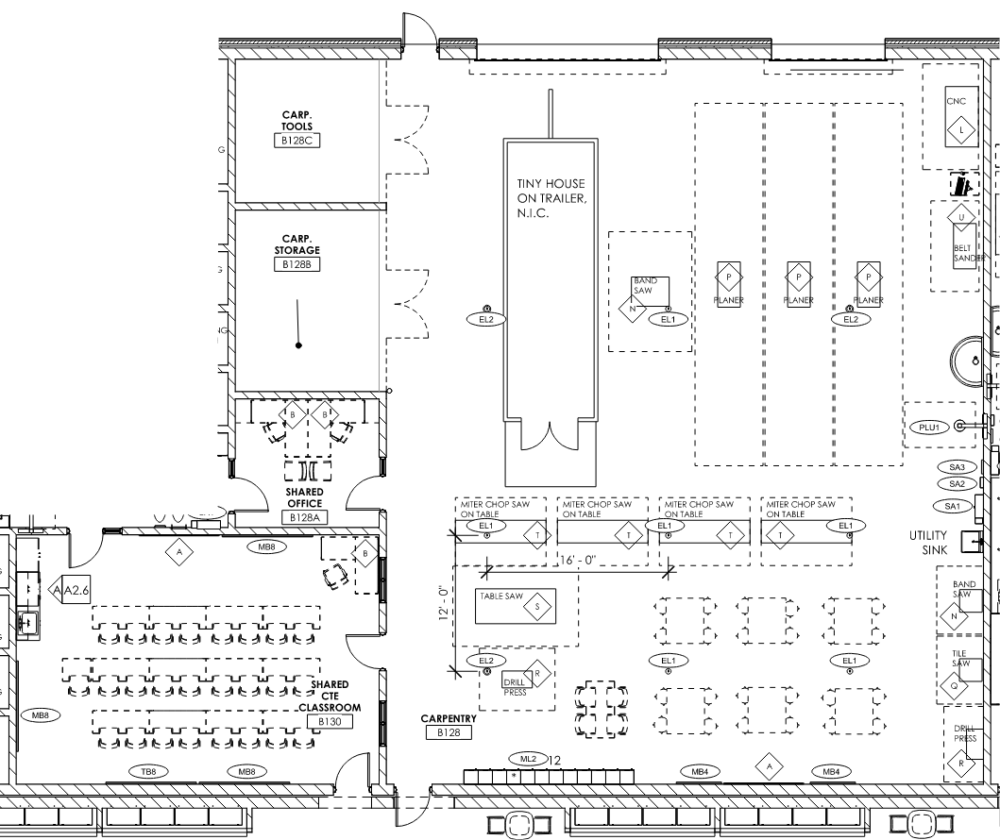 CARP.
TOOLS
B128C
CNC
L
TINY HOUSE
ON TRAILER,
N.I.C.
U
BELT
SANDER
CARP.
STORAGE
B128B
BAND
SAW
N
P
PLANER
P
PLANER
P
PLANER
EL2
EL1
EL2
B
B
PLU1
SA3
SA2
SA1
SHARED
OFFICE
B128A
MITER CHOP SAW
ON TABLE
EL1
T
MITER CHOP SAW
ON TABLE
T
MITER CHOP SAW
ON TABLE
EL1
T
MITER CHOP SAW
ON TABLE
T
EL1
UTILITY
SINK
A
MB8
B
16' - 0"
12' - 0"
A
A2.6
TABLE SAW
S
BAND
SAW
N
EL2
R
DRILL
PRESS
EL1
EL1
TILE
SAW
Q
SHARED
CTE
CLASSROOM
B130
MB8
CARPENTRY
B128
DRILL
PRESS
R
TB8
MB8
ML2
12
*
MB4
A
MB4